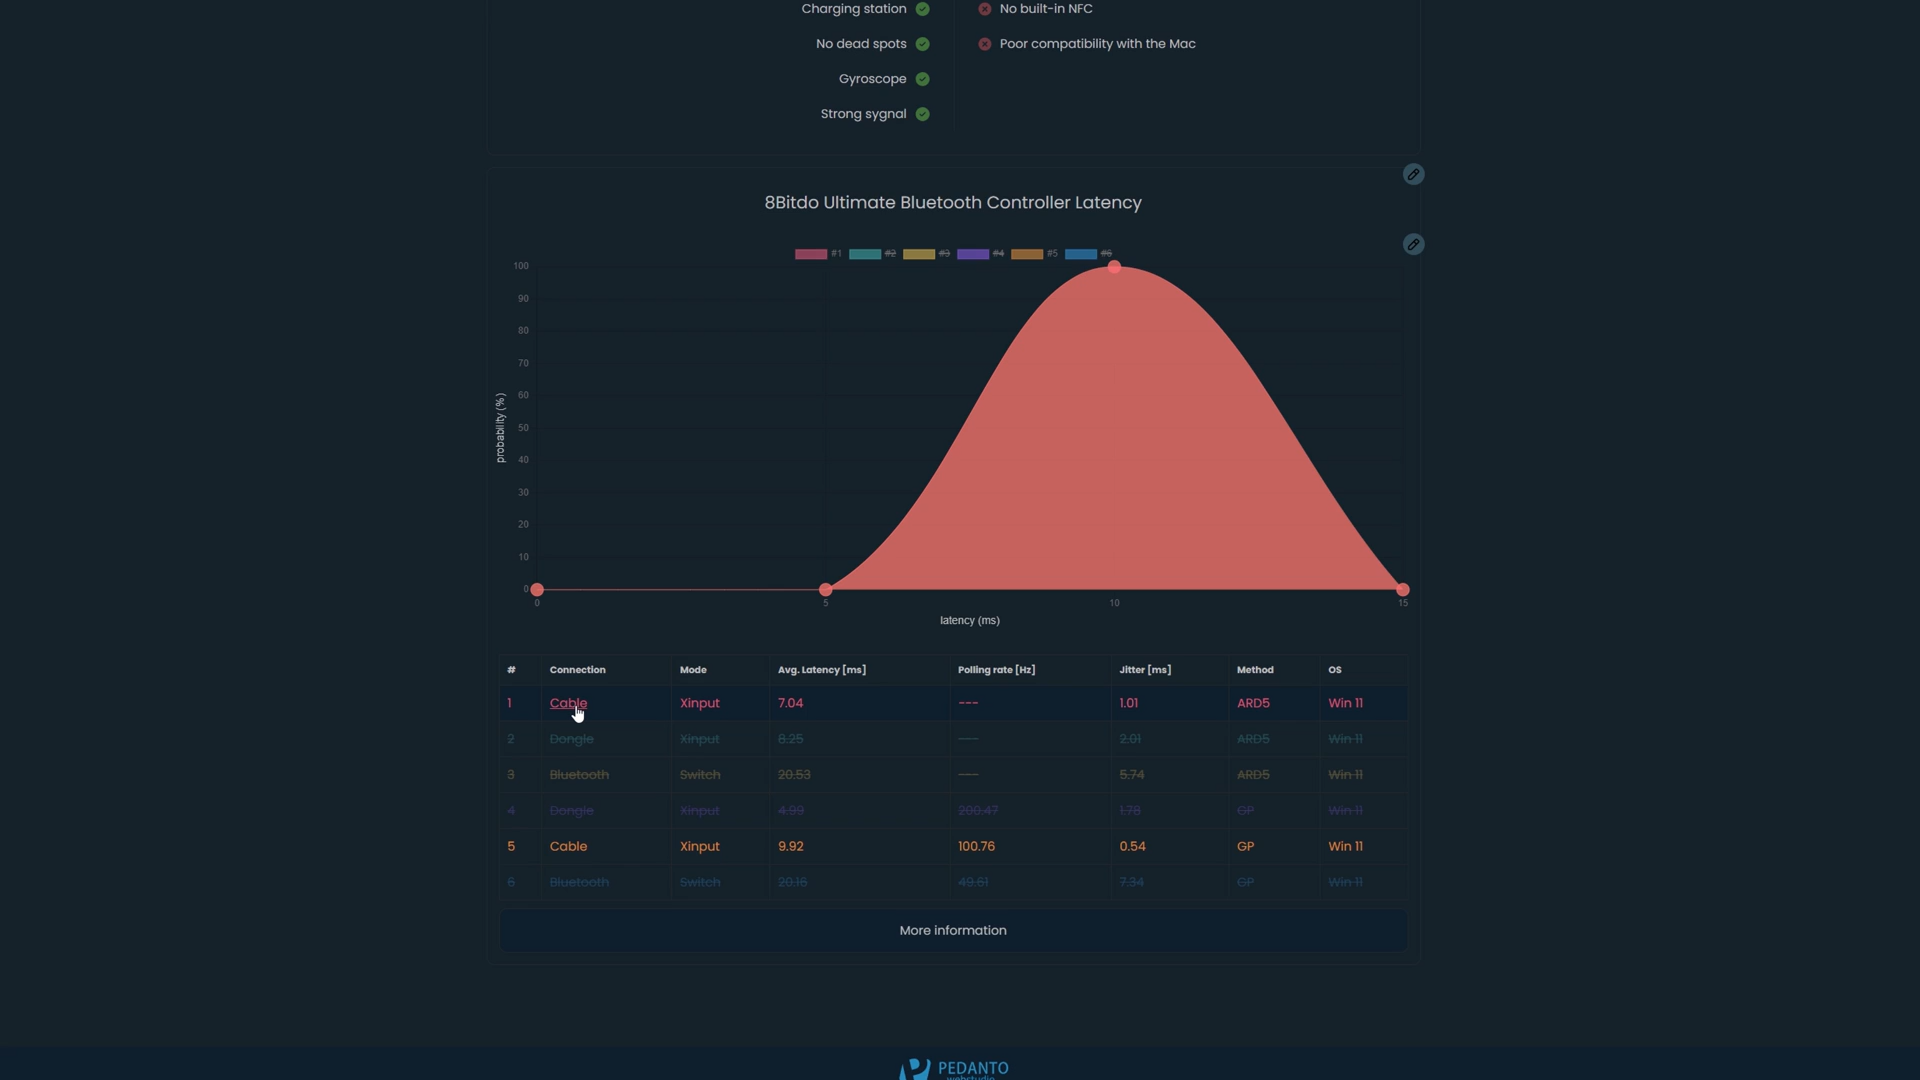 Charging station
No built-in NFC
No dead spots
Poor compatibility with the Mac
Gyroscope
Strong sygnal
8Bitdo Ultimate Bluetooth Controller Latency
#1 #2 #3 #4 #5 #6
100
90
80
70
60
50
40
30
20
10
0
probability (%)
0 5 10 15
latency (ms)
# Connection Mode Avg. Latency [ms] Polling rate [Hz] Jitter [ms] Method OS
1 Cable Xinput 7.04 --- 1.01 ARD5 Win 11
2 Dongle Xinput 8.25 --- 2.01 ARD5 Win 11
3 Bluetooth Switch 20.53 --- 5.74 ARD5 Win 11
4 Dongle Xinput 4.99 200.47 1.78 GP Win 11
5 Cable Xinput 9.92 100.76 0.54 GP Win 11
6 Bluetooth Switch 20.16 49.61 7.34 GP Win 11
More information
PEDANTO
webstudio